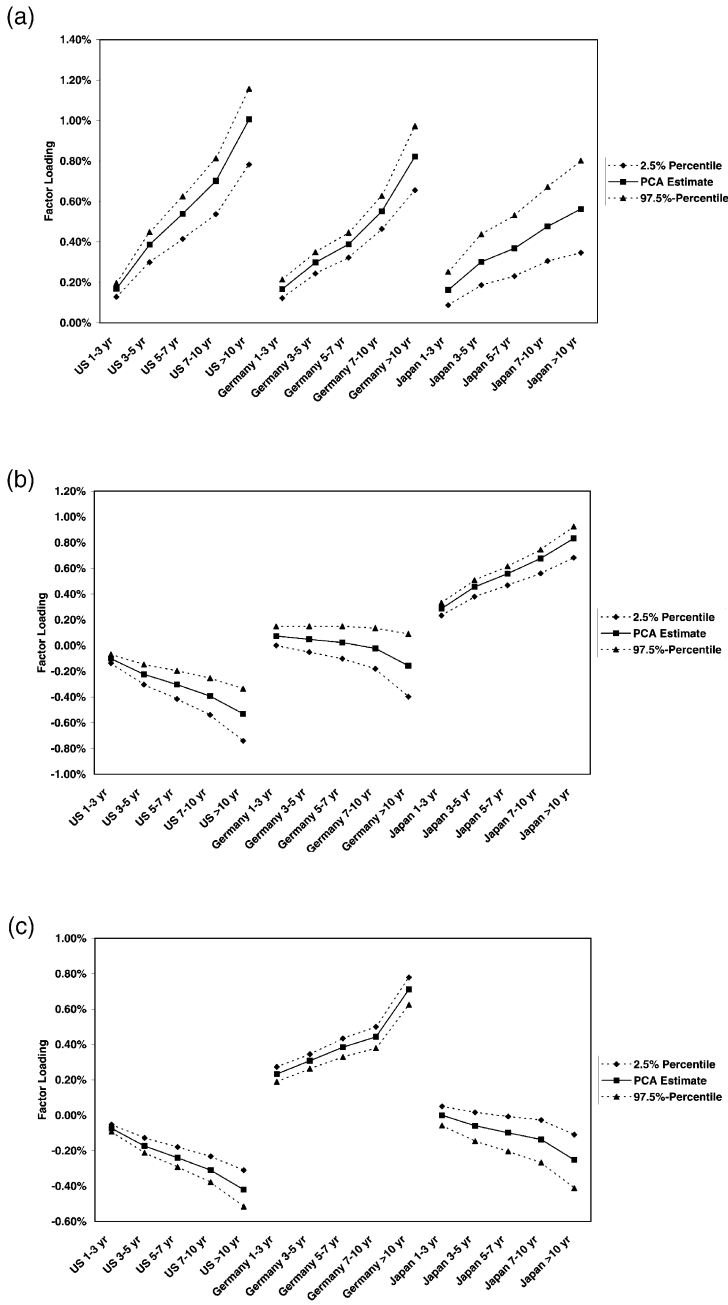 (a)
1.40%
1.20%
1.00%
0.80%
0.60%
0.40%
0.20%
0.00%
Factor Loading
US 1-3 yr
US 3-5 yr
US 5-7 yr
US 7-10 yr
US >10 yr
Germany 1-3 yr
Germany 3-5 yr
Germany 5-7 yr
Germany 7-10 yr
Germany >10 yr
Japan 1-3 yr
Japan 3-5 yr
Japan 5-7 yr
Japan 7-10 yr
Japan >10 yr
2.5% Percentile
PCA Estimate
97.5%-Percentile
(b)
1.20%
1.00%
0.80%
0.60%
0.40%
0.20%
0.00%
-0.20%
-0.40%
-0.60%
-0.80%
-1.00%
Factor Loading
US 1-3 yr
US 3-5 yr
US 5-7 yr
US 7-10 yr
US >10 yr
Germany 1-3 yr
Germany 3-5 yr
Germany 5-7 yr
Germany 7-10 yr
Germany >10 yr
Japan 1-3 yr
Japan 3-5 yr
Japan 5-7 yr
Japan 7-10 yr
Japan >10 yr
2.5% Percentile
PCA Estimate
97.5%-Percentile
(c)
1.00%
0.80%
0.60%
0.40%
0.20%
0.00%
-0.20%
-0.40%
-0.60%
Factor Loading
US 1-3 yr
US 3-5 yr
US 5-7 yr
US 7-10 yr
US >10 yr
Germany 1-3 yr
Germany 3-5 yr
Germany 5-7 yr
Germany 7-10 yr
Germany >10 yr
Japan 1-3 yr
Japan 3-5 yr
Japan 5-7 yr
Japan 7-10 yr
Japan >10 yr
2.5% Percentile
PCA Estimate
97.5%-Percentile